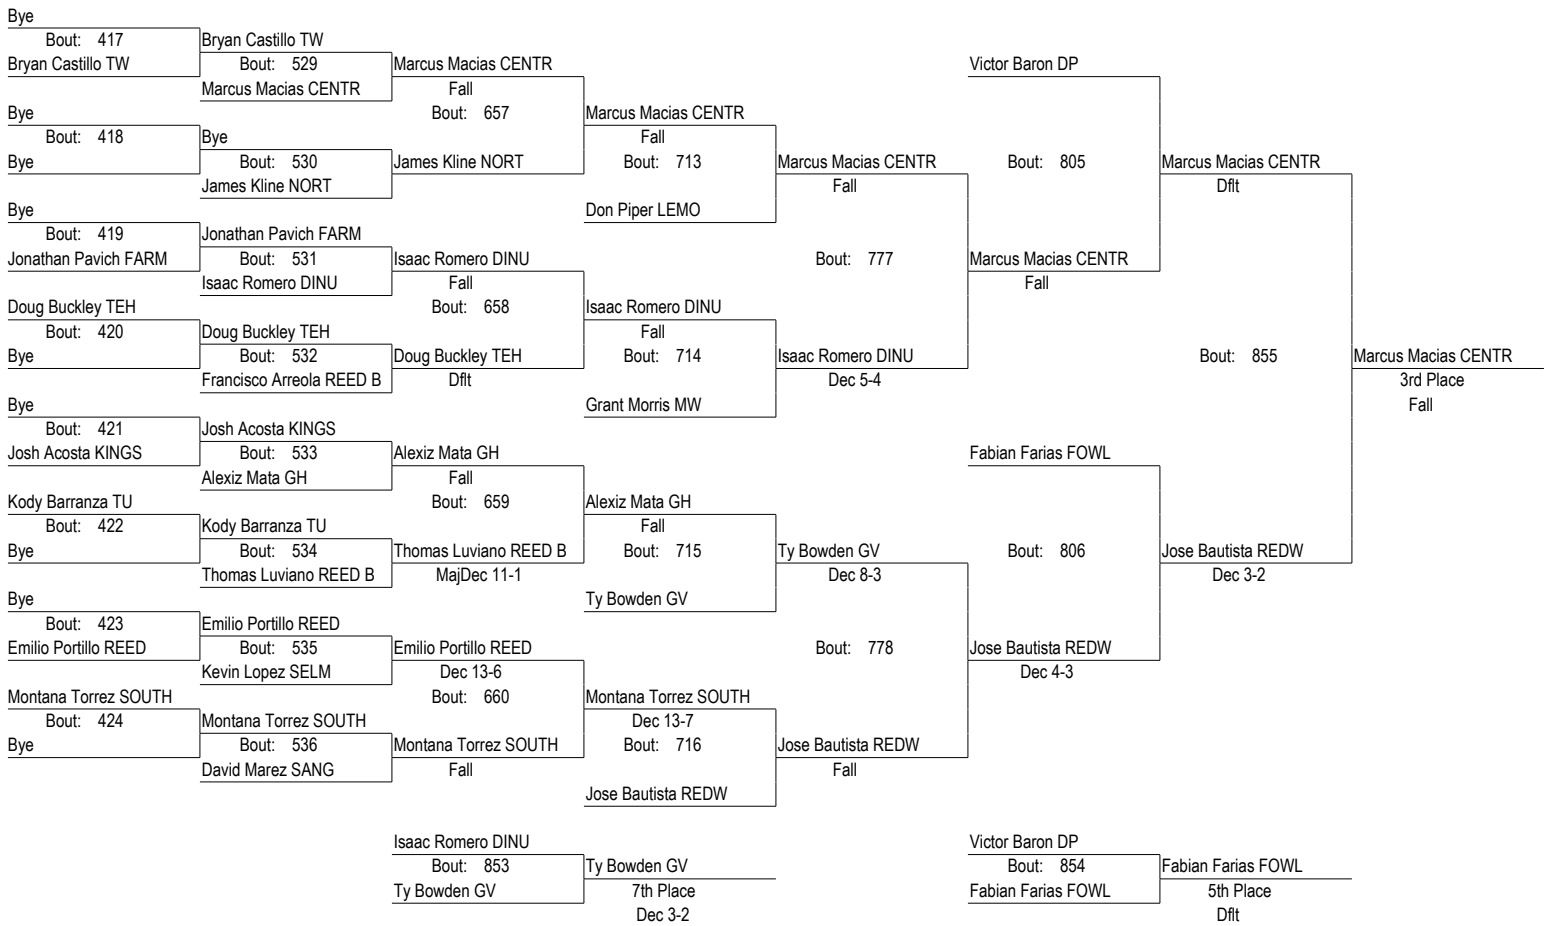 Bye
Bout: 417 Bryan Castillo TW
Bryan Castillo TW Bout: 529 Marcus Macias CENTR Victor Baron DP
Marcus Macias CENTR Fall
Bye Bout: 657 Marcus Macias CENTR
Bout: 418 Bye Fall
Bye Bout: 530 James Kline NORT Bout: 713 Marcus Macias CENTR Bout: 805 Marcus Macias CENTR
James Kline NORT Fall Dflt
Bye Don Piper LEMO
Bout: 419 Jonathan Pavich FARM
Jonathan Pavich FARM Bout: 531 Isaac Romero DINU Bout: 777 Marcus Macias CENTR
Isaac Romero DINU Fall Fall
Doug Buckley TEH Bout: 658 Isaac Romero DINU
Bout: 420 Doug Buckley TEH Fall
Bye Bout: 532 Doug Buckley TEH Bout: 714 Isaac Romero DINU Bout: 855 Marcus Macias CENTR
Francisco Arreola REED B Dflt Dec 5-4 3rd Place
Bye Grant Morris MW Fall
Bout: 421 Josh Acosta KINGS
Josh Acosta KINGS Bout: 533 Alexiz Mata GH Fabian Farias FOWL
Alexiz Mata GH Fall
Kody Barranza TU Bout: 659 Alexiz Mata GH
Bout: 422 Kody Barranza TU Fall
Bye Bout: 534 Thomas Luviano REED B Bout: 715 Ty Bowden GV Bout: 806 Jose Bautista REDW
Thomas Luviano REED B MajDec 11-1 Dec 8-3 Dec 3-2
Bye Ty Bowden GV
Bout: 423 Emilio Portillo REED
Emilio Portillo REED Bout: 535 Emilio Portillo REED Bout: 778 Jose Bautista REDW
Kevin Lopez SELM Dec 13-6 Dec 4-3
Montana Torrez SOUTH Bout: 660 Montana Torrez SOUTH
Bout: 424 Montana Torrez SOUTH Dec 13-7
Bye Bout: 536 Montana Torrez SOUTH Bout: 716 Jose Bautista REDW
David Marez SANG Fall Fall
Jose Bautista REDW
Isaac Romero DINU Victor Baron DP
Bout: 853 Ty Bowden GV Bout: 854 Fabian Farias FOWL
Ty Bowden GV 7th Place Fabian Farias FOWL 5th Place
Dec 3-2 Dflt